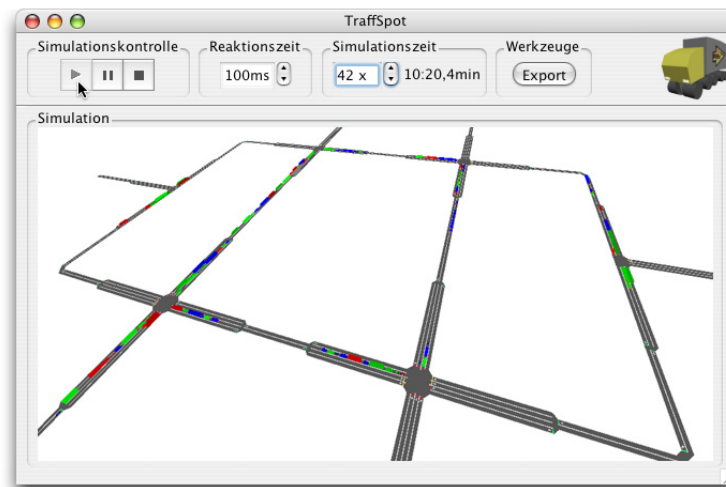 TraffSpot
Simulationskontrolle Reaktionszeit Simulationszeit Werkzeuge
100ms 42 x 10:20,4min Export
Simulation